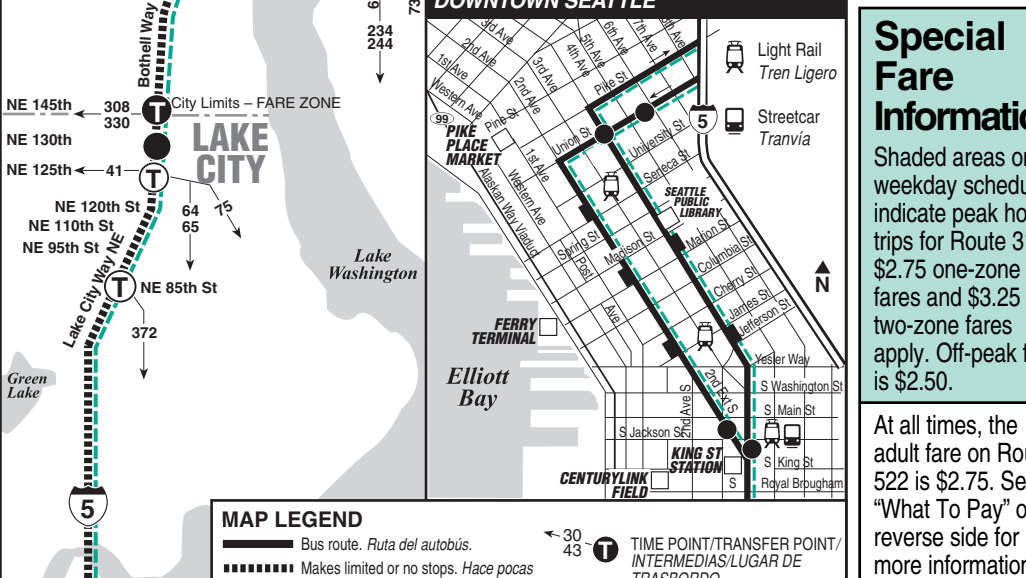 Bothell Way
234
244
73
NE 145th
308
330
T
City Limits – FARE ZONE
NE 130th
LAKE
CITY
NE 125th
41
T
64
65
75
NE 120th St
NE 110th St
NE 95th St
Lake City Way NE
T
NE 85th St
372
Green
Lake
5
Lake
Washington
DOWNTOWN SEATTLE
3rd Ave
2nd Ave
1st Ave
Western Ave
4th Ave
5th Ave
6th Ave
7th Ave
8th Ave
3rd Ave
2nd Ave
Pine St
Pine St
99
PIKE
PLACE
MARKET
Union St
University St
Seneca St
1st Ave
Western Ave
Alaskan Way Viaduct
SEATTLE
PUBLIC
LIBRARY
Spring St
Madison St
Marion St
Columbia St
Cherry St
James St
Jefferson St
Post
Ave
Yesler Way
FERRY
TERMINAL
Elliott
Bay
2nd Ext S
2nd Ave S
S Washington St
S Main St
S Jackson St
KING ST
STATION
S King St
CENTURYLINK
FIELD
S Royal Brougham
5
Light Rail
Tren Ligero
Streetcar
Tranvía
N
MAP LEGEND
Bus route. Ruta del autobús.
Makes limited or no stops. Hace pocas
30
43
T
TIME POINT/TRANSFER POINT/
INTERMEDIAS/LUGAR DE
TRASBORDO
Special
Fare
Informatio
Shaded areas on
weekday schedu
indicate peak ho
trips for Route 31
$2.75 one-zone
fares and $3.25
two-zone fares
apply. Off-peak f
is $2.50.
At all times, the
adult fare on Rou
522 is $2.75. Se
“What To Pay” o
reverse side for
more information